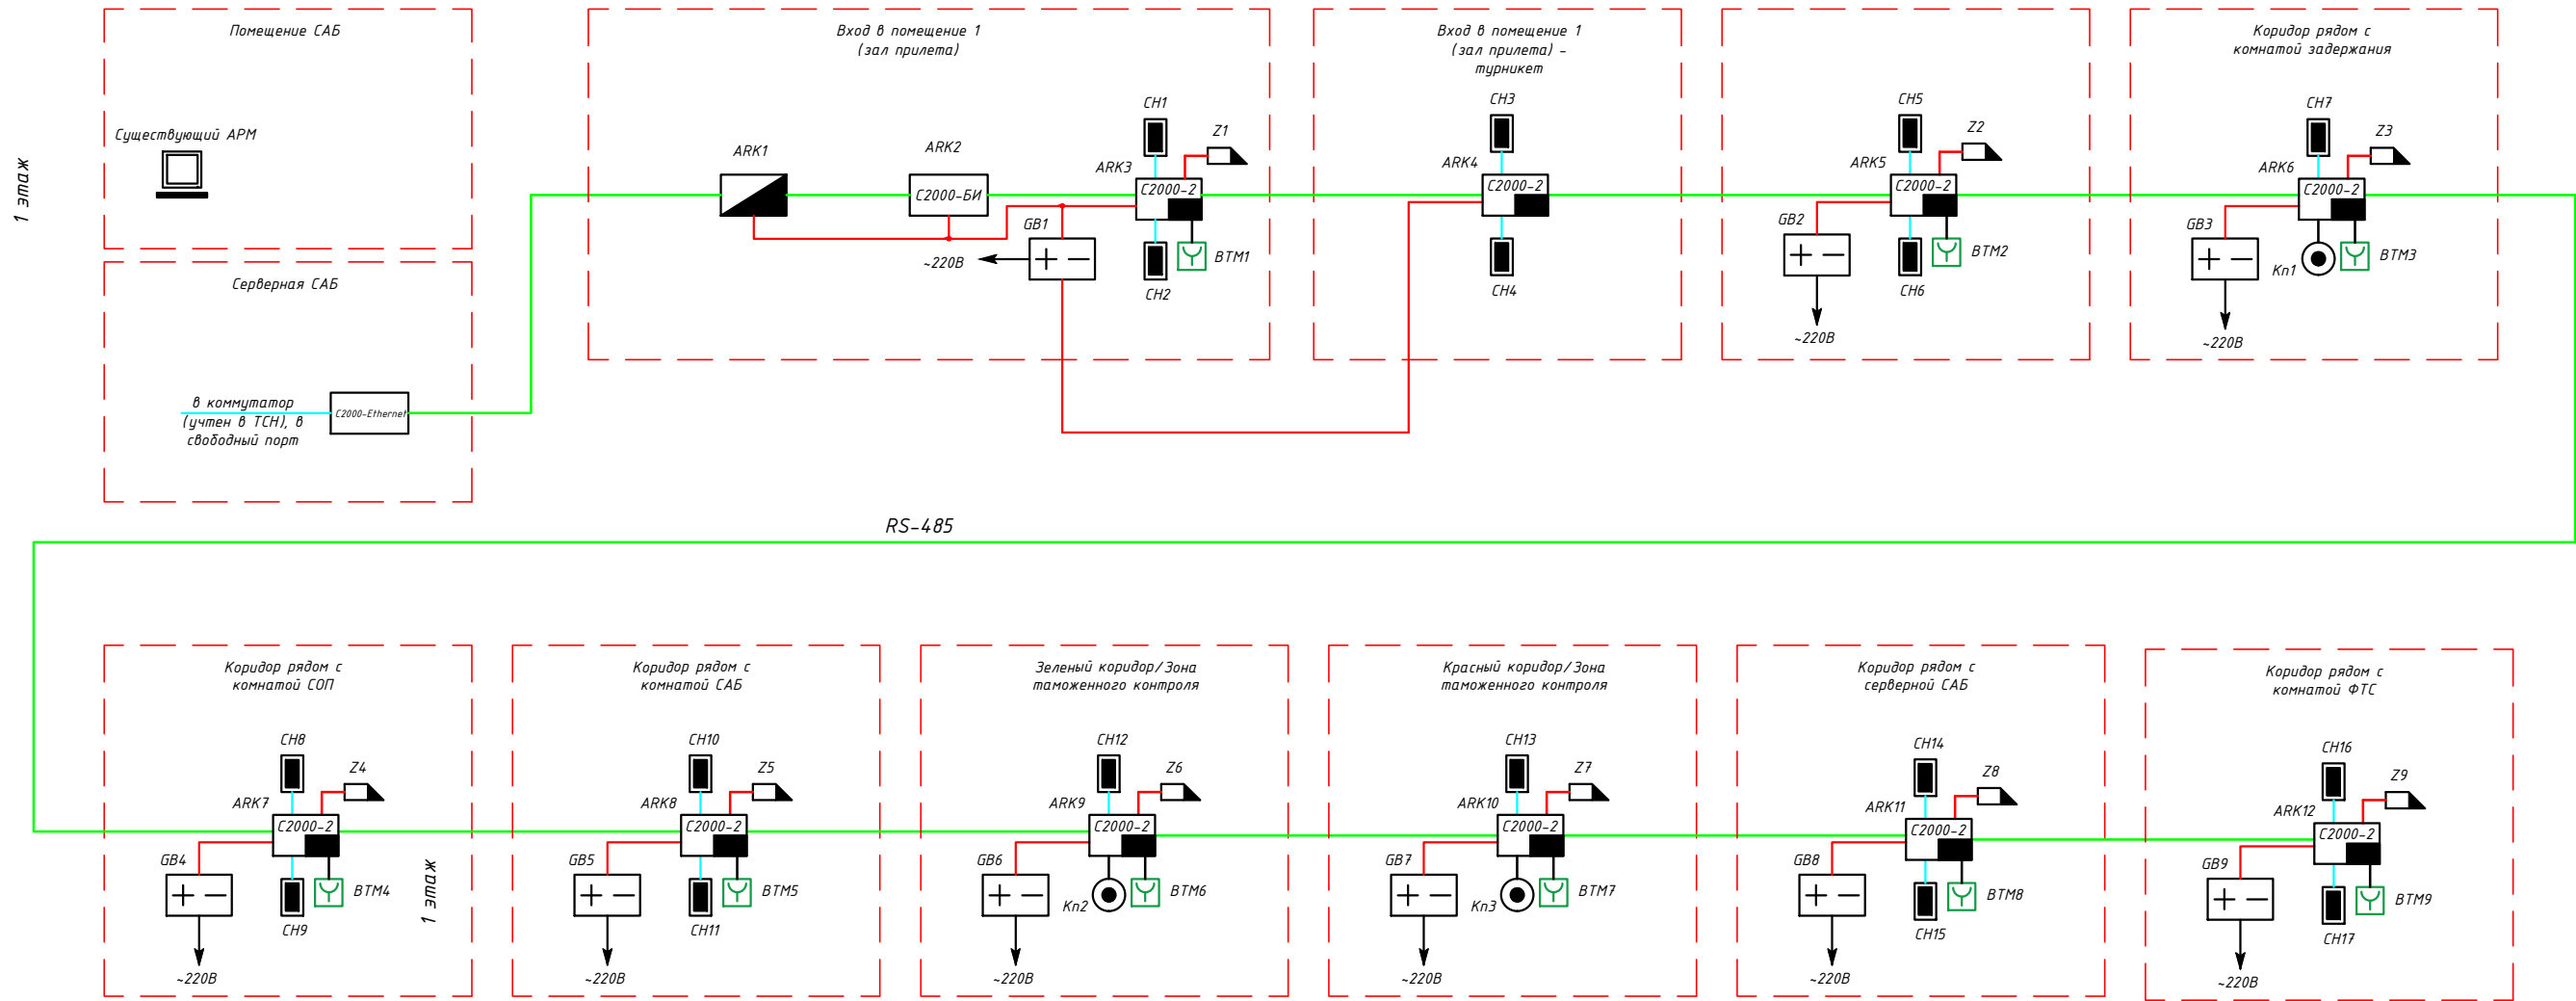 1 этаж
Помещение САБ
Существующий АРМ
Серверная САБ
в коммутатор
(учтен в ТСН), в
свободный порт
С2000-Ethernet
Вход в помещение 1
(зал прилета)
ARK1
ARK2
С2000-БИ
ARK3
С2000-2
CH1
Z1
GB1
~220В
CH2
BTM1
Вход в помещение 1
(зал прилета) -
турникет
CH3
ARK4
С2000-2
CH4
CH5
Z2
ARK5
С2000-2
GB2
BTM2
CH6
~220В
Коридор рядом с
комнатой задержания
CH7
Z3
ARK6
С2000-2
GB3
Кп1
BTM3
~220В
RS-485
Коридор рядом с
комнатой СОП
CH8
Z4
ARK7
С2000-2
GB4
BTM4
CH9
~220В
1 этаж
Коридор рядом с
комнатой САБ
CH10
Z5
ARK8
С2000-2
GB5
BTM5
CH11
~220В
Зеленый коридор/Зона
таможенного контроля
CH12
Z6
ARK9
С2000-2
GB6
Кп2
BTM6
~220В
Красный коридор/Зона
таможенного контроля
CH13
Z7
ARK10
С2000-2
GB7
Кп3
BTM7
~220В
Коридор рядом с
серверной САБ
CH14
Z8
ARK11
С2000-2
GB8
BTM8
CH15
~220В
Коридор рядом с
комнатой ФТС
CH16
Z9
ARK12
С2000-2
GB9
BTM9
CH17
~220В